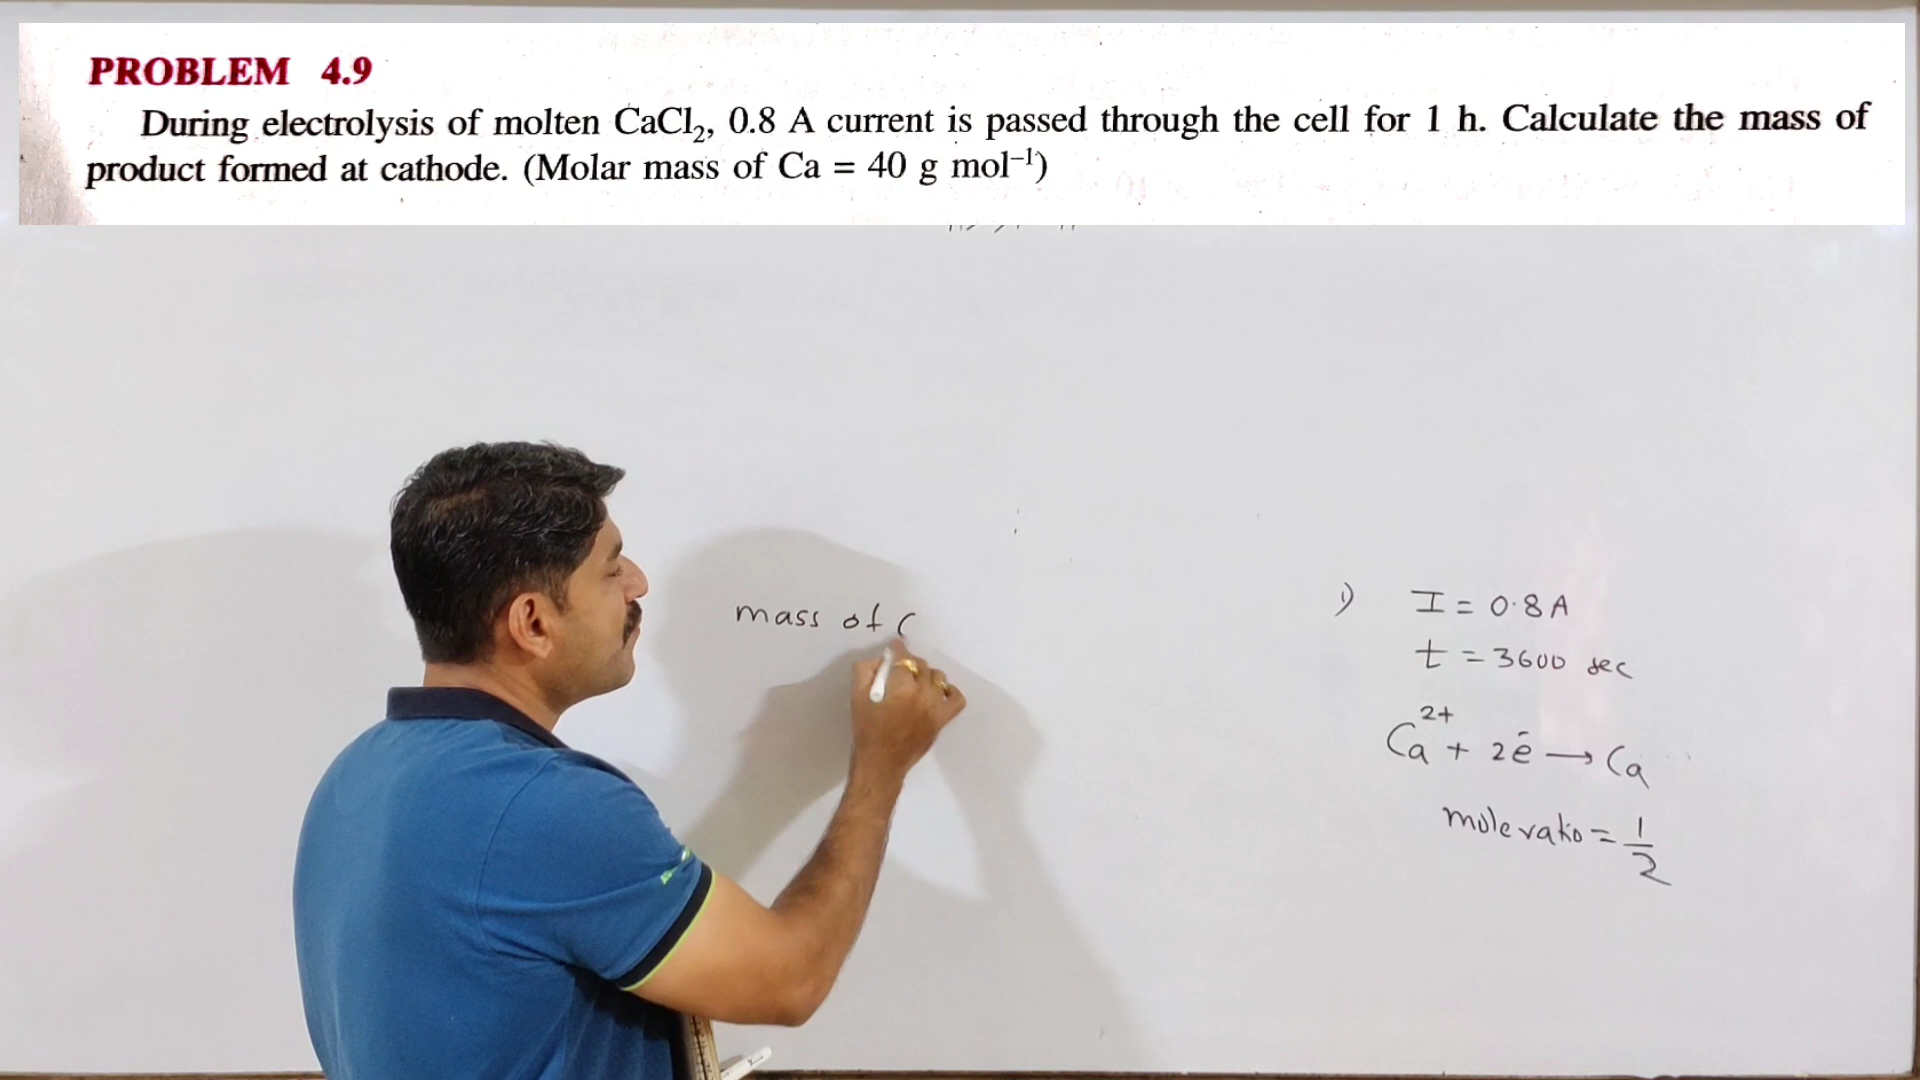 PROBLEM 4.9
During electrolysis of molten CaCl₂, 0.8 A current is passed through the cell for 1 h. Calculate the mass of
product formed at cathode. (Molar mass of Ca = 40 g mol⁻¹)
mass of C
1) I = 0.8 A
t = 3600 sec
Ca²⁺ + 2ē → Ca
mole ratio = 1/2